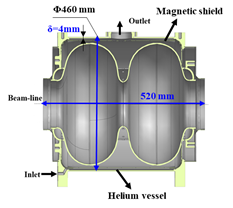 Φ460 mm
Magnetic shield
Outlet
δ=4mm
Beam-line
520 mm
Inlet
Helium vessel